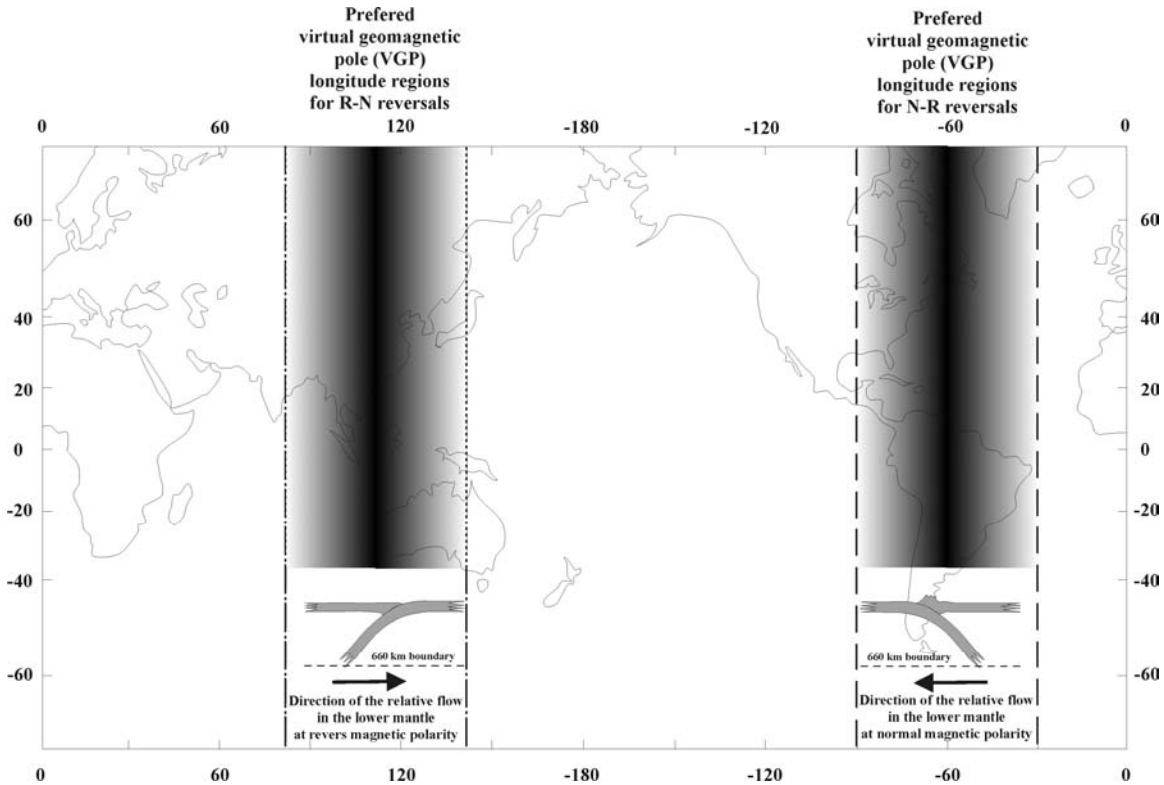 Prefered
virtual geomagnetic
pole (VGP)
longitude regions
for R-N reversals
Prefered
virtual geomagnetic
pole (VGP)
longitude regions
for N-R reversals
0 60 120 -180 -120 -60 0
60 60
40 40
20 20
0 0
-20 -20
-40 -40
660 km boundary 660 km boundary
-60 -60
Direction of the relative flow
in the lower mantle
at revers magnetic polarity
Direction of the relative flow
in the lower mantle
at normal magnetic polarity
0 60 120 -180 -120 -60 0